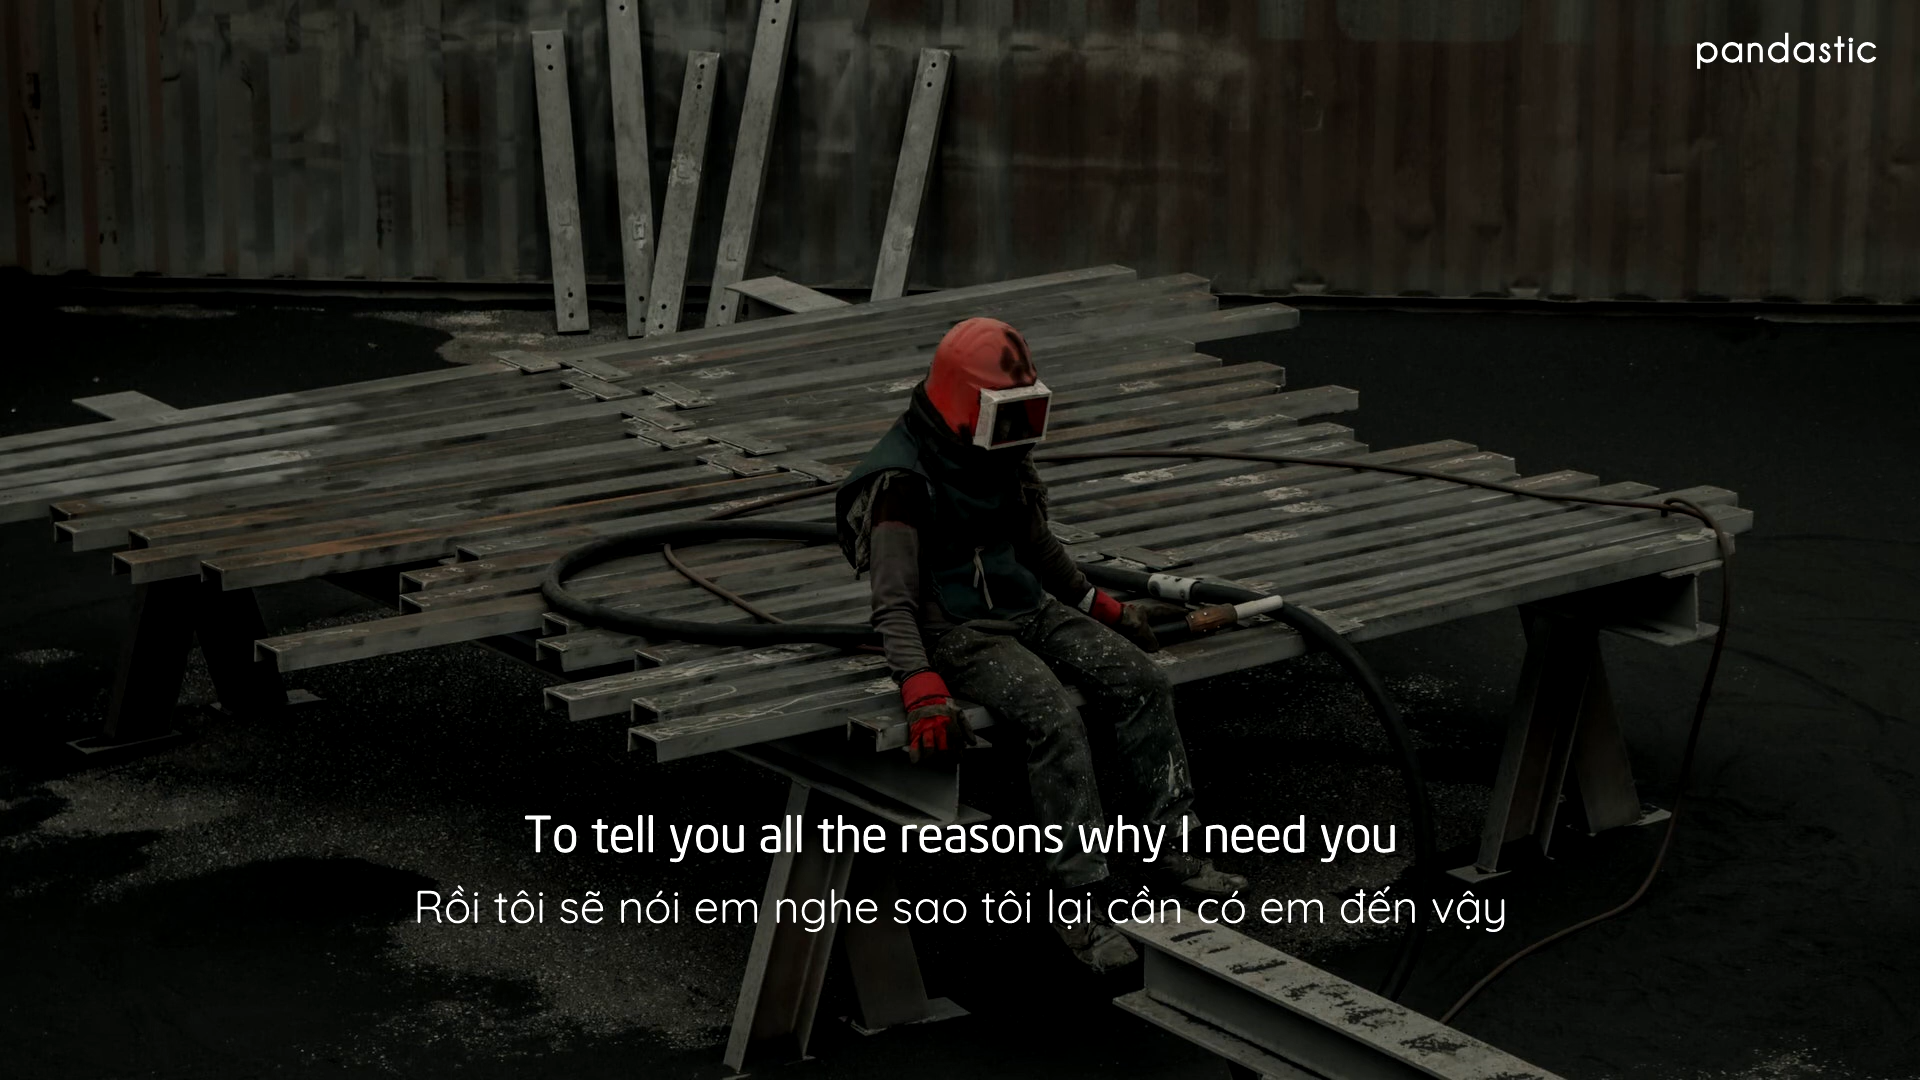 pandastic
To tell you all the reasons why I need you
Rồi tôi sẽ nói em nghe sao tôi lại cần có em đến vậy